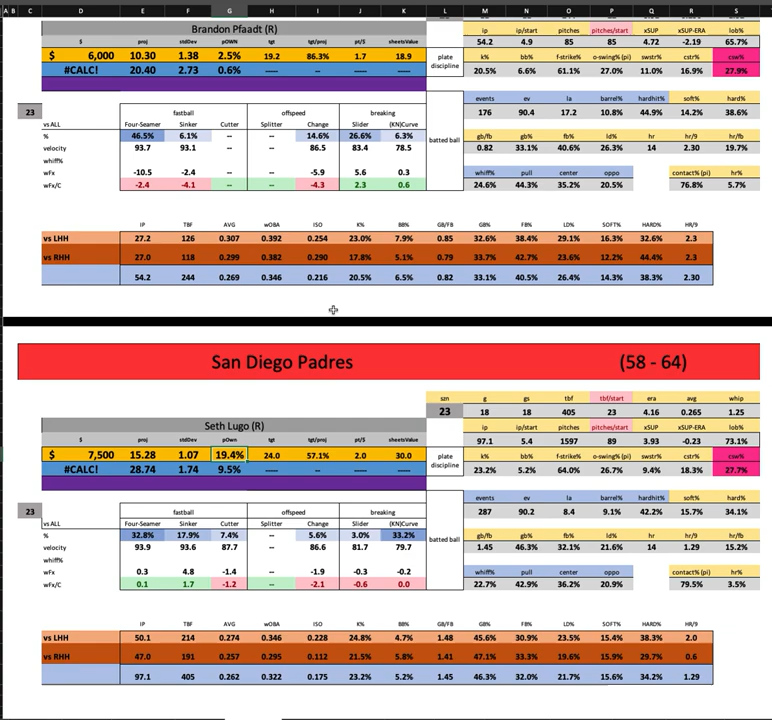 A B C D E F G H I J K L M N O P Q R S
Brandon Pfaadt (R)
ip ip/start pitches pitches/start xSUP xSUP-ERA lob%
$ proj stdDev pOWN tgt tgt/proj pt/$ sheetsValue
54.2 4.9 85 85 4.72 -2.19 65.7%
$ 6,000 10.30 1.38 2.5% 19.2 86.3% 1.7 18.9
plate discipline
k% bb% f-strike% o-swing% (pi) swstr% cstr% csw%
#CALC! 20.40 2.73 0.6%
20.5% 6.6% 61.1% 27.0% 11.0% 16.9% 27.9%
events ev la barrel% hardhit% soft% hard%
23 fastball offspeed breaking
176 90.4 17.2 10.8% 44.9% 14.2% 38.6%
vs ALL Four-Seamer Sinker Cutter Splitter Change Slider (KN)Curve
% 46.5% 6.1% -- -- 14.6% 26.6% 6.3%
batted ball
gb/fb gb% fb% ld% hr hr/9 hr/fb
velocity 93.7 93.1 86.5 83.4 78.5
0.82 33.1% 40.6% 26.3% 14 2.30 19.7%
whiff%
wFx -10.5 -2.4 -- -- -5.9 5.6 0.3
whiff% pull center oppo contact% (pi) hr%
wFx/C -2.4 -4.1 -- -- -4.3 2.3 0.6
24.6% 44.3% 35.2% 20.5% 76.8% 5.7%
IP TBF AVG wOBA ISO K% BB% GB/FB GB% FB% LD% SOFT% HARD% HR/9
vs LHH 27.2 126 0.307 0.392 0.254 23.0% 7.9% 0.85 32.6% 38.4% 29.1% 16.3% 32.6% 2.3
vs RHH 27.0 118 0.299 0.382 0.290 17.8% 5.1% 0.79 33.7% 42.7% 23.6% 12.2% 44.4% 2.3
54.2 244 0.269 0.346 0.216 20.5% 6.5% 0.82 33.1% 40.5% 26.4% 14.3% 38.3% 2.30
San Diego Padres (58 - 64)
szn g gs tbf tbf/start era avg whip
23 18 18 405 23 4.16 0.265 1.25
Seth Lugo (R)
ip ip/start pitches pitches/start xSUP xSUP-ERA lob%
$ proj stdDev pOwn tgt tgt/proj pt/$ sheetsValue
97.1 5.4 1597 89 3.93 -0.23 73.1%
$ 7,500 15.28 1.07 19.4% 24.0 57.1% 2.0 30.0
plate discipline
k% bb% f-strike% o-swing% (pi) swstr% cstr% csw%
#CALC! 28.74 1.74 9.5% -- --
23.2% 5.2% 64.0% 26.7% 9.4% 18.3% 27.7%
events ev la barrel% hardhit% soft% hard%
23 fastball offspeed breaking
287 90.2 8.4 9.1% 42.2% 15.7% 34.1%
vs ALL Four-Seamer Sinker Cutter Splitter Change Slider (KN)Curve
% 32.8% 17.9% 7.4% -- 5.6% 3.0% 33.2%
batted ball
gb/fb gb% fb% ld% hr hr/9 hr/fb
velocity 93.9 93.6 87.7 -- 86.6 81.7 79.7
1.45 46.3% 32.1% 21.6% 14 1.29 15.2%
whiff%
wFx 0.3 4.8 -1.4 -- -1.9 -0.3 -0.2
whiff% pull center oppo contact% (pi) hr%
wFx/C 0.1 1.7 -1.2 -- -2.1 -0.6 0.0
22.7% 42.9% 36.2% 20.9% 79.5% 3.5%
IP TBF AVG wOBA ISO K% BB% GB/FB GB% FB% LD% SOFT% HARD% HR/9
vs LHH 50.1 214 0.274 0.346 0.228 24.8% 4.7% 1.48 45.6% 30.9% 23.5% 15.4% 38.3% 2.0
vs RHH 47.0 191 0.257 0.295 0.112 21.5% 5.8% 1.41 47.1% 33.3% 19.6% 15.9% 29.7% 0.6
97.1 405 0.262 0.322 0.175 23.2% 5.2% 1.45 46.3% 32.0% 21.7% 15.6% 34.2% 1.29